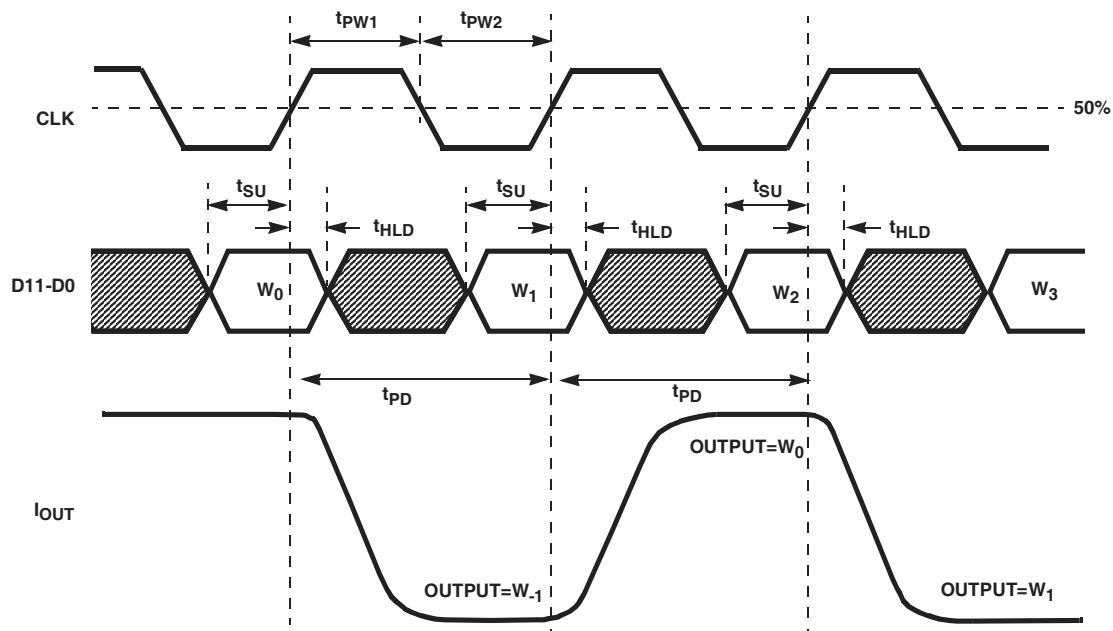 tPW1 tPW2
CLK
50%
tSU tSU tSU
tHLD tHLD tHLD
D11-D0
W0 W1 W2 W3
tPD tPD
OUTPUT=W0
IOUT
OUTPUT=W-1 OUTPUT=W1